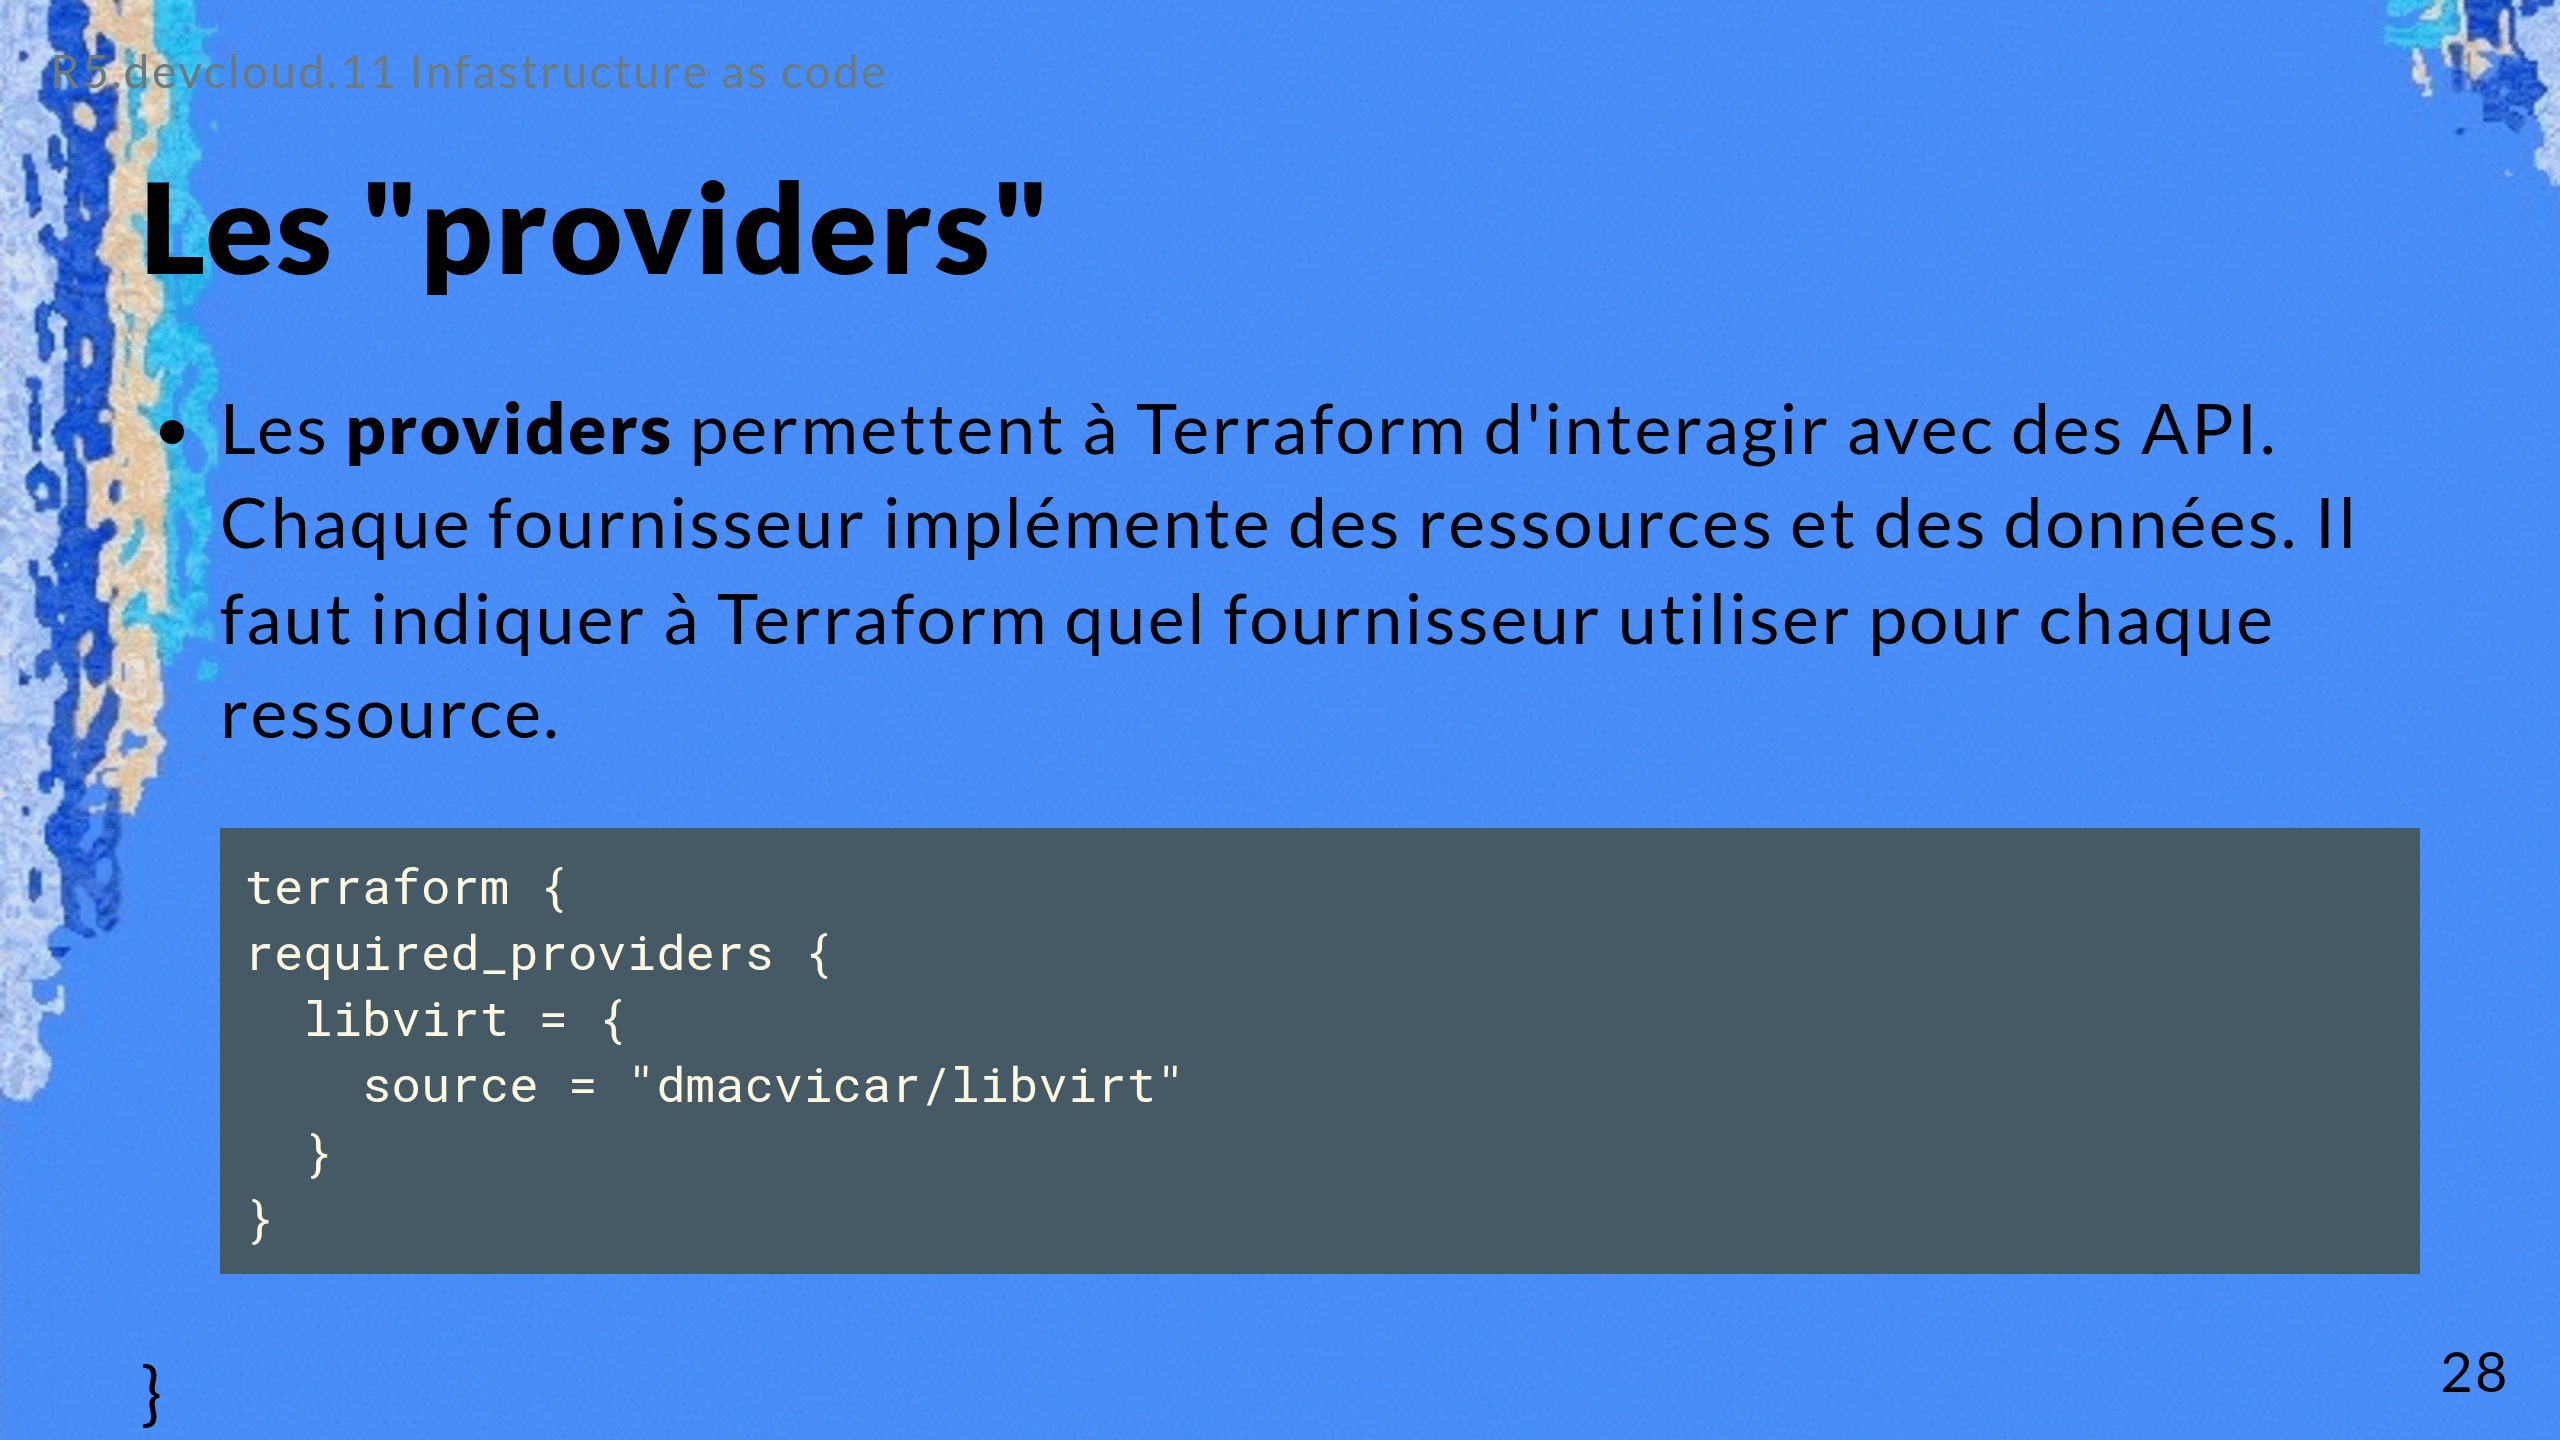 R5.devcloud.11 Infastructure as code
Les "providers"
• Les providers permettent à Terraform d'interagir avec des API.
Chaque fournisseur implémente des ressources et des données. Il
faut indiquer à Terraform quel fournisseur utiliser pour chaque
ressource.
terraform {
required_providers {
  libvirt = {
    source = "dmacvicar/libvirt"
  }
}
}
28